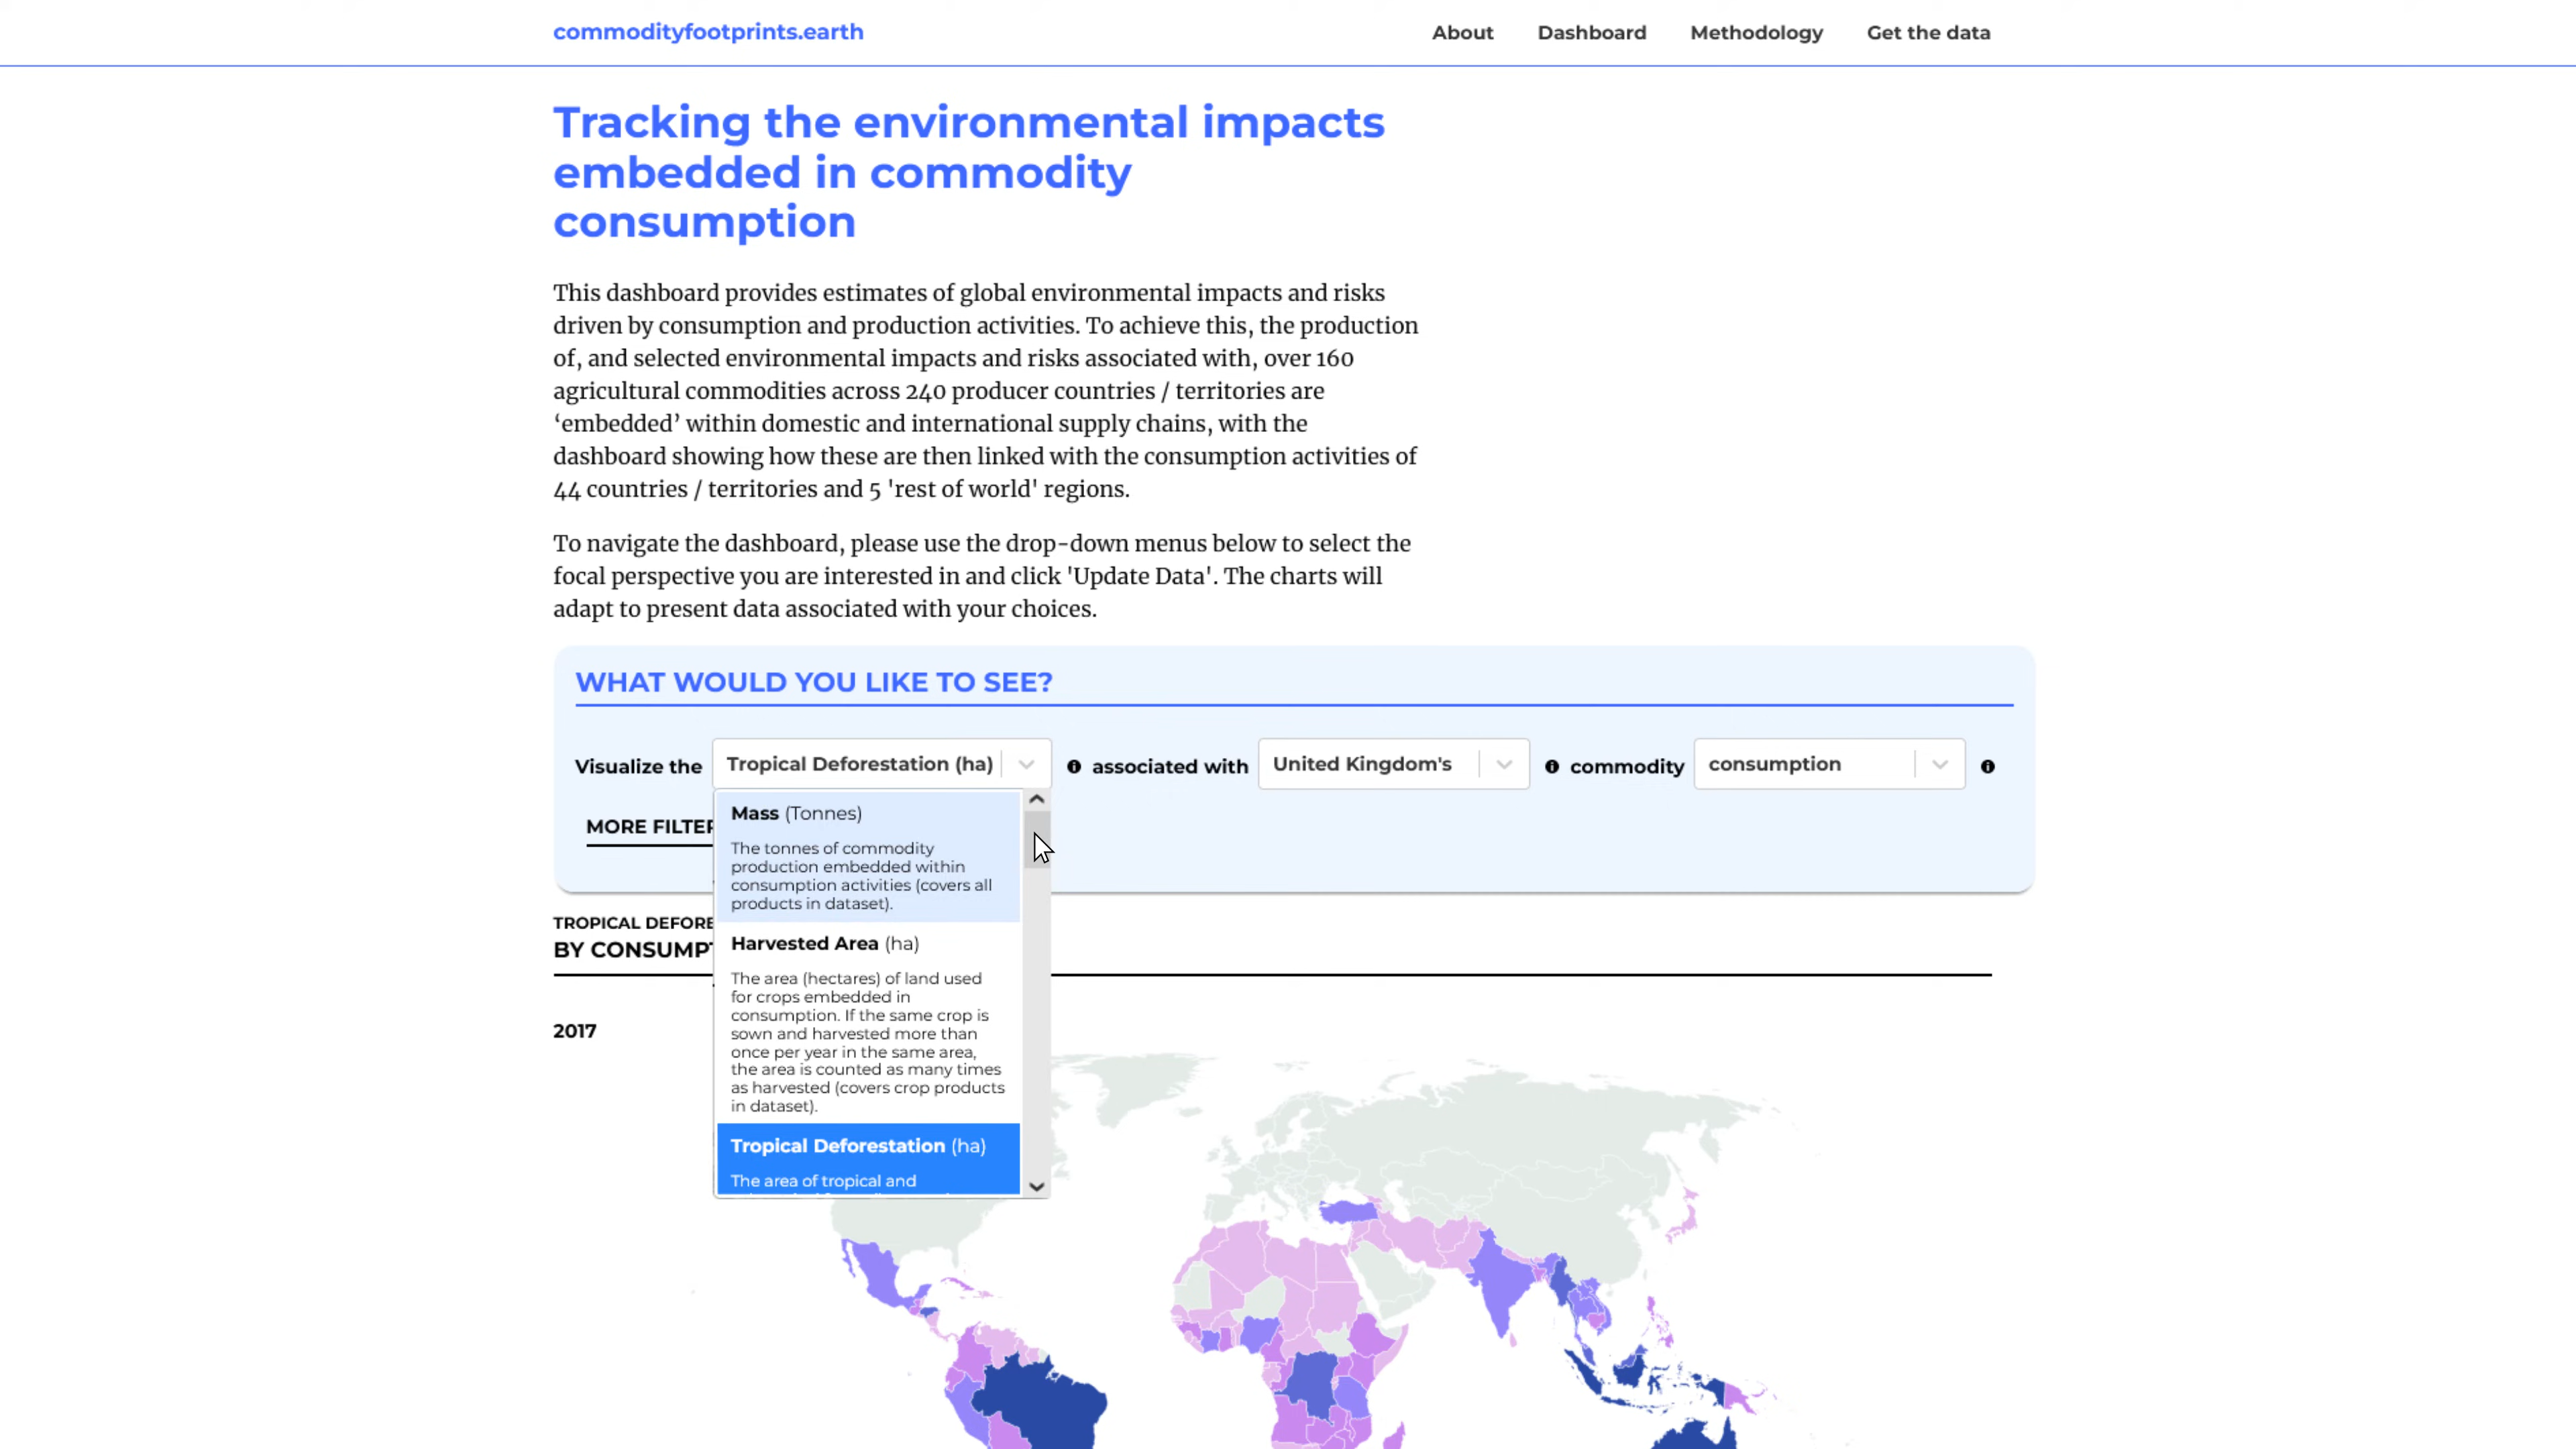 commodityfootprints.earth
About Dashboard Methodology Get the data
Tracking the environmental impacts
embedded in commodity
consumption
This dashboard provides estimates of global environmental impacts and risks
driven by consumption and production activities. To achieve this, the production
of, and selected environmental impacts and risks associated with, over 160
agricultural commodities across 240 producer countries / territories are
‘embedded’ within domestic and international supply chains, with the
dashboard showing how these are then linked with the consumption activities of
44 countries / territories and 5 'rest of world' regions.
To navigate the dashboard, please use the drop-down menus below to select the
focal perspective you are interested in and click 'Update Data'. The charts will
adapt to present data associated with your choices.
WHAT WOULD YOU LIKE TO SEE?
Visualize the Tropical Deforestation (ha) associated with United Kingdom's commodity consumption
MORE FILTER
Mass (Tonnes)
The tonnes of commodity
production embedded within
consumption activities (covers all
products in dataset).
Harvested Area (ha)
The area (hectares) of land used
for crops embedded in
consumption. If the same crop is
sown and harvested more than
once per year in the same area,
the area is counted as many times
as harvested (covers crop products
in dataset).
Tropical Deforestation (ha)
The area of tropical and
TROPICAL DEFORE
BY CONSUMPT
2017